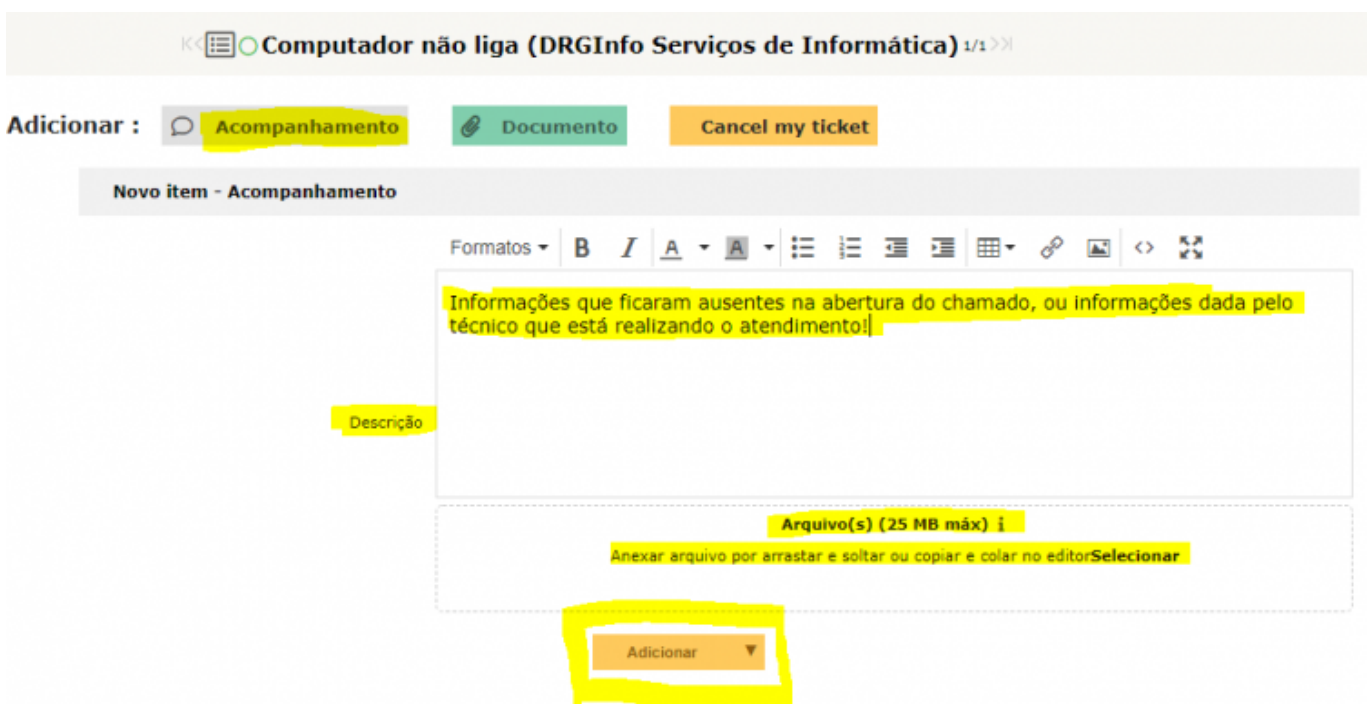 Computador não liga (DRGInfo Serviços de Informática) 1/1
Adicionar : Acompanhamento Documento Cancel my ticket
Novo item - Acompanhamento
Formatos B I A A
Informações que ficaram ausentes na abertura do chamado, ou informações dada pelo
técnico que está realizando o atendimento!
Descrição
Arquivo(s) (25 MB máx) i
Anexar arquivo por arrastar e soltar ou copiar e colar no editorSelecionar
Adicionar